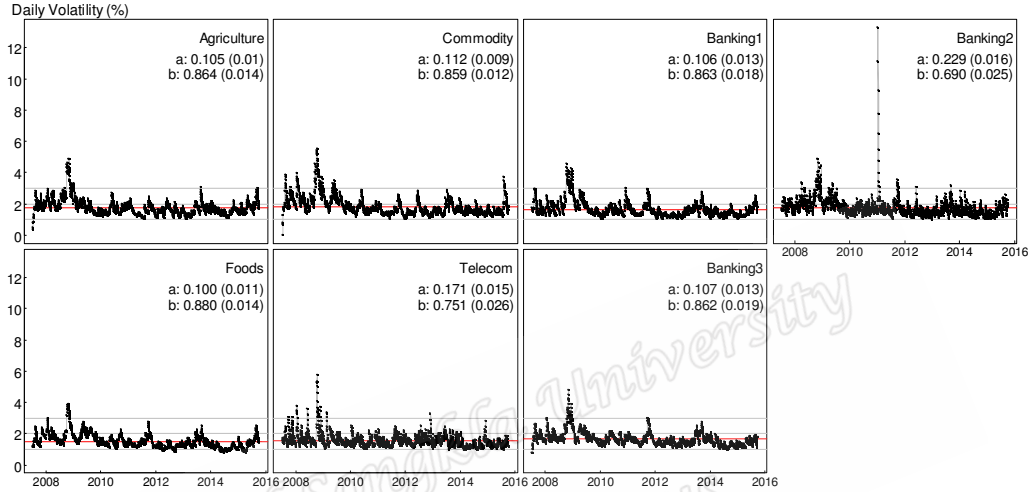 Daily Volatility (%)
Agriculture
a: 0.105 (0.01)
b: 0.864 (0.014)
Commodity
a: 0.112 (0.009)
b: 0.859 (0.012)
Banking1
a: 0.106 (0.013)
b: 0.863 (0.018)
Banking2
a: 0.229 (0.016)
b: 0.690 (0.025)
12
10
8
6
4
2
0
2008 2010 2012 2014 2016
Foods
a: 0.100 (0.011)
b: 0.880 (0.014)
Telecom
a: 0.171 (0.015)
b: 0.751 (0.026)
Banking3
a: 0.107 (0.013)
b: 0.862 (0.019)
12
10
8
6
4
2
0
2008 2010 2012 2014 2016
2008 2010 2012 2014 2016
2008 2010 2012 2014 2016
Songkla University